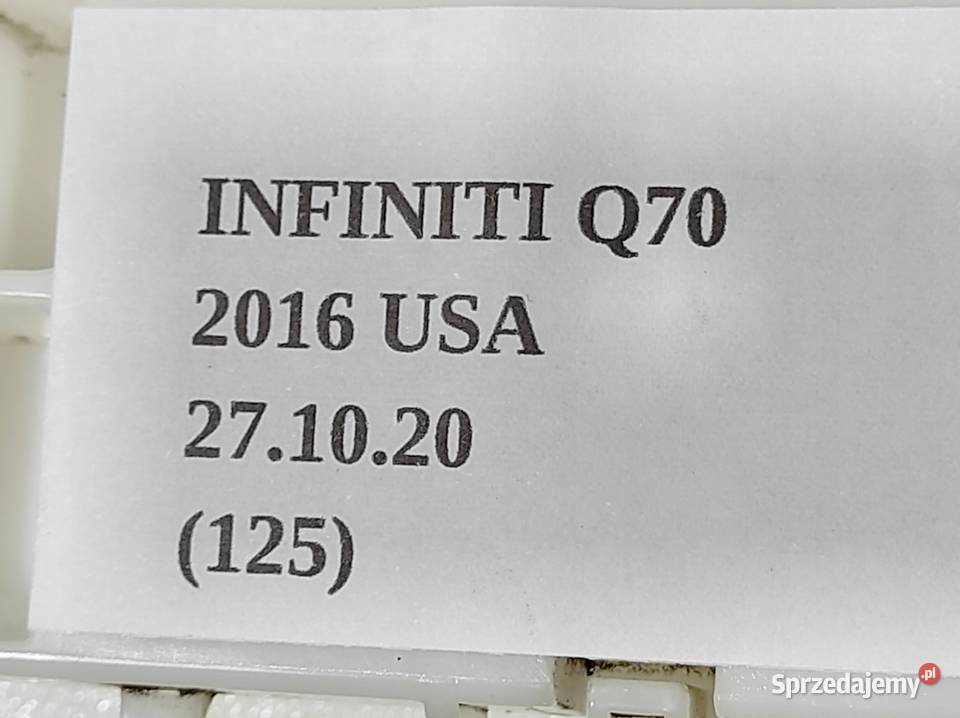 INFINITI Q70
2016 USA
27.10.20
(125)
Sprzedajemy.pl